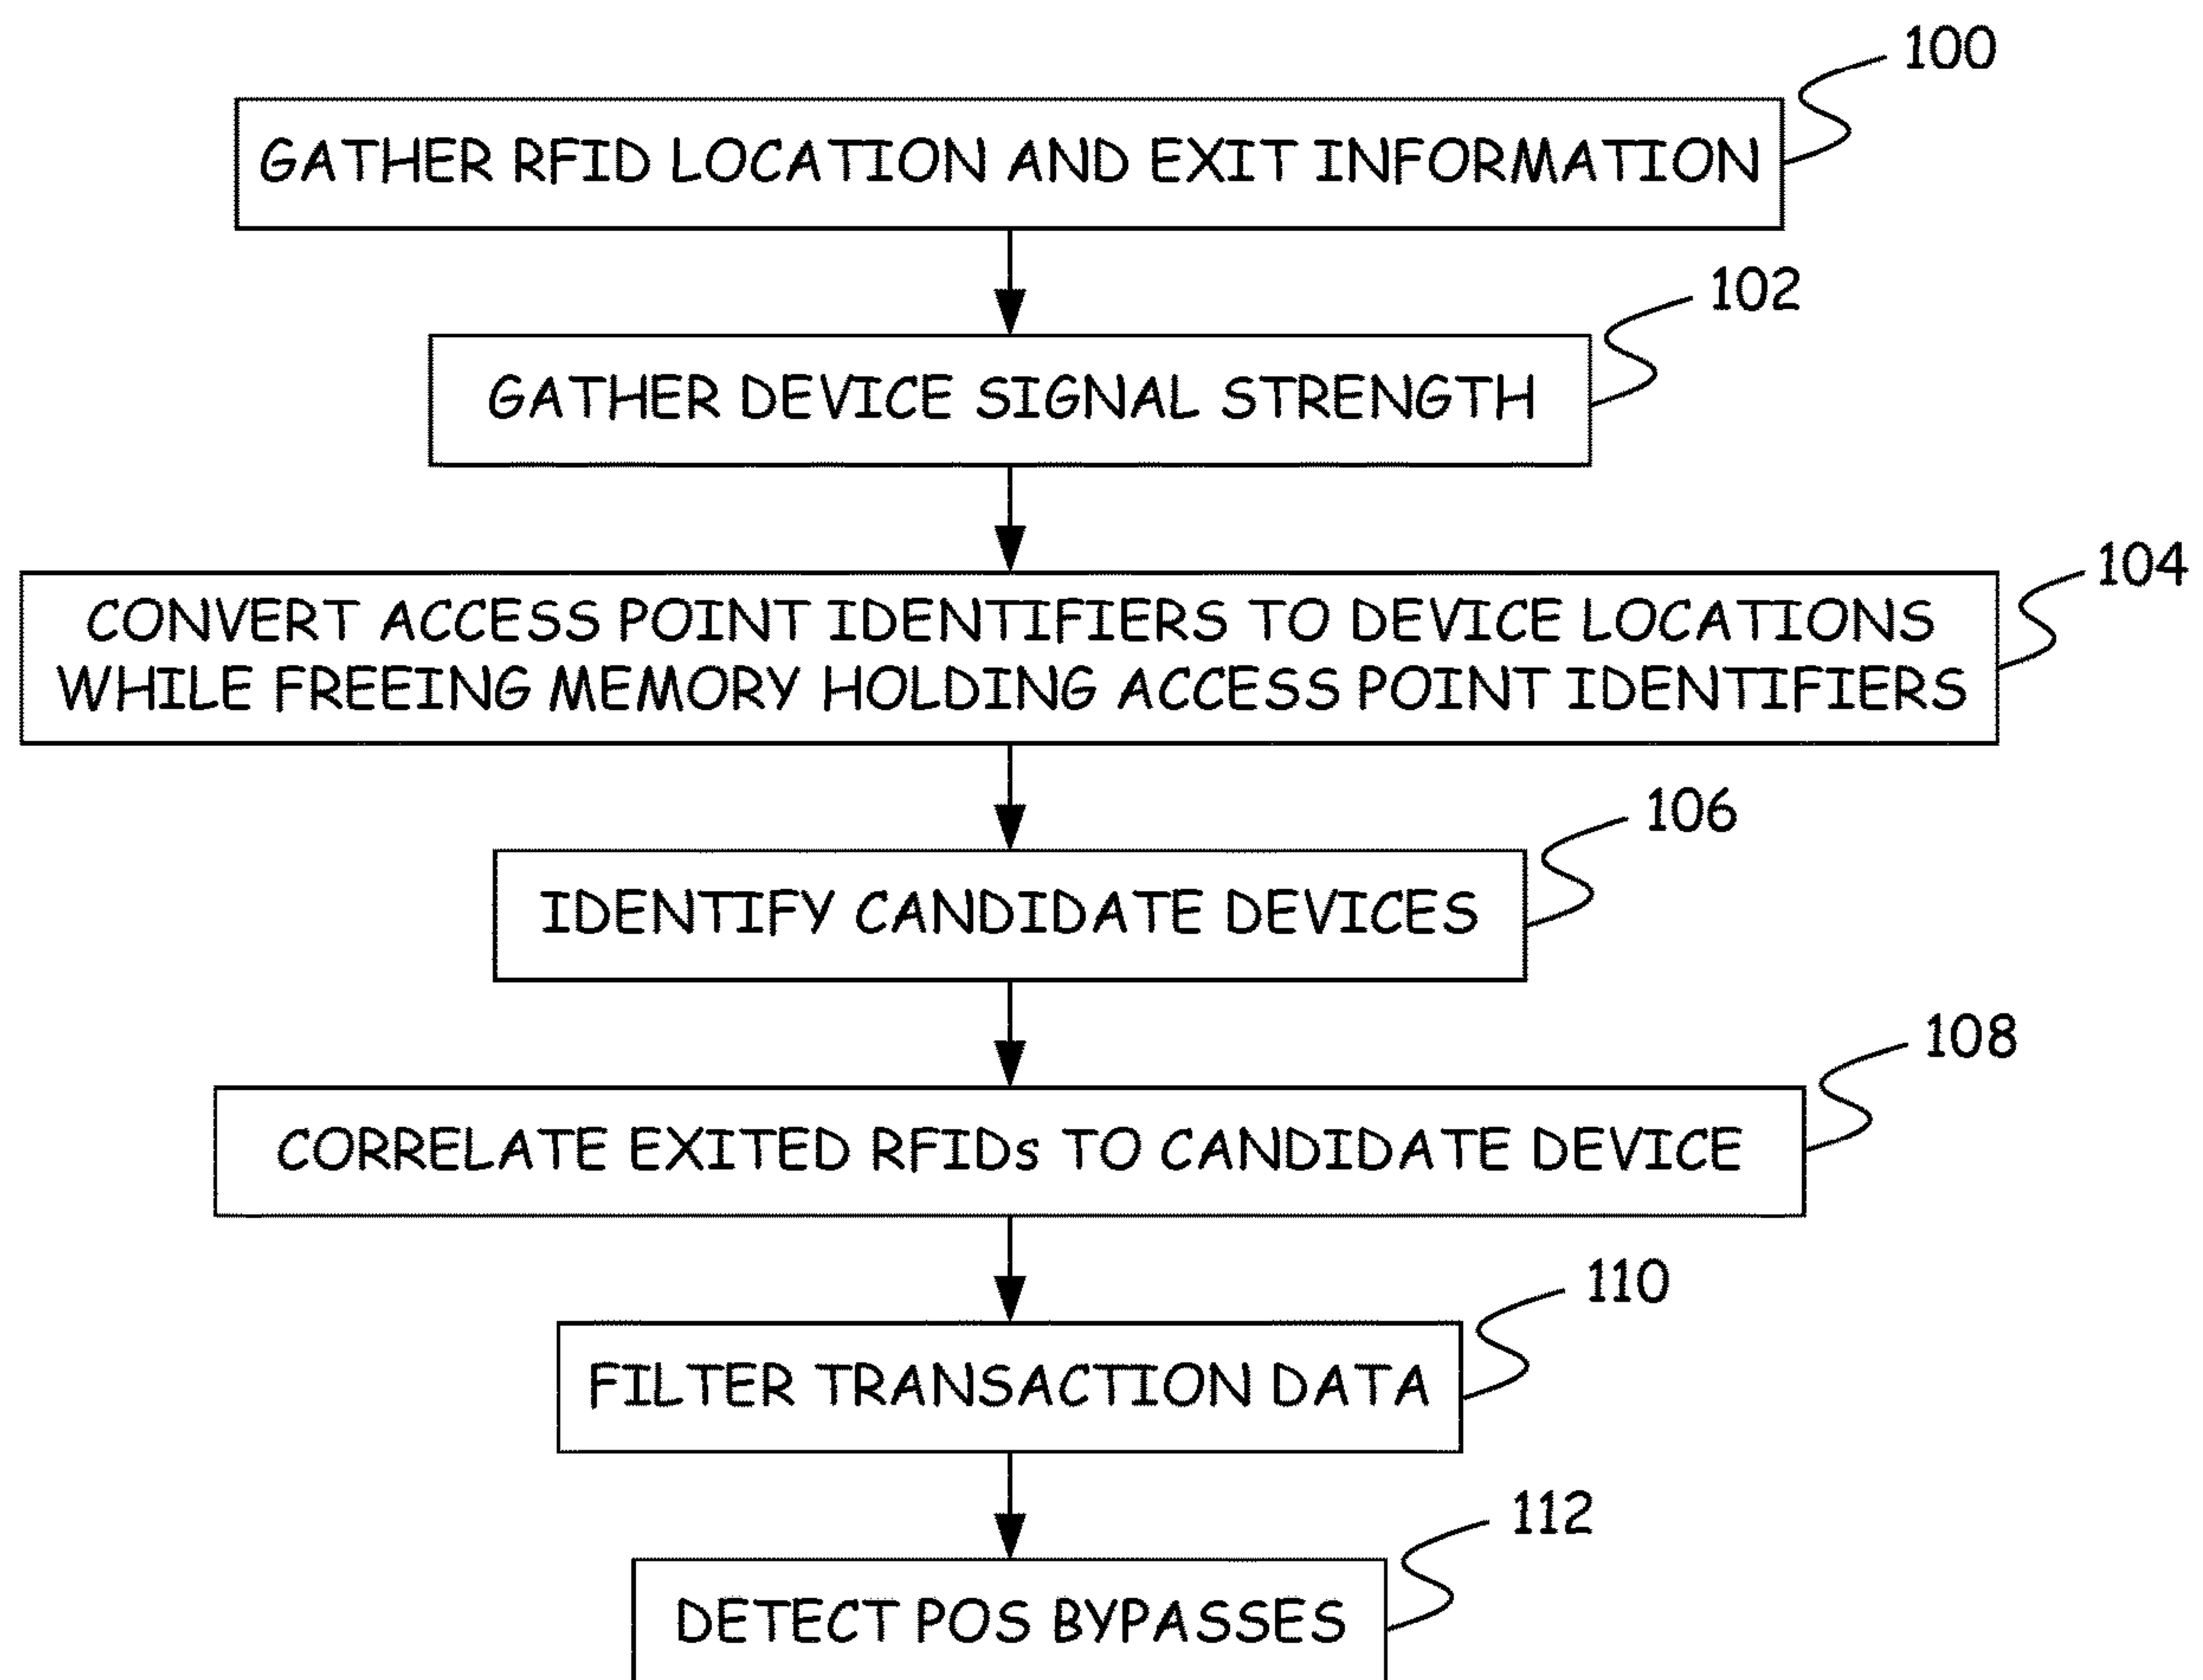 100
GATHER RFID LOCATION AND EXIT INFORMATION
102
GATHER DEVICE SIGNAL STRENGTH
104
CONVERT ACCESS POINT IDENTIFIERS TO DEVICE LOCATIONS
WHILE FREEING MEMORY HOLDING ACCESS POINT IDENTIFIERS
106
IDENTIFY CANDIDATE DEVICES
108
CORRELATE EXITED RFIDs TO CANDIDATE DEVICE
110
FILTER TRANSACTION DATA
112
DETECT POS BYPASSES